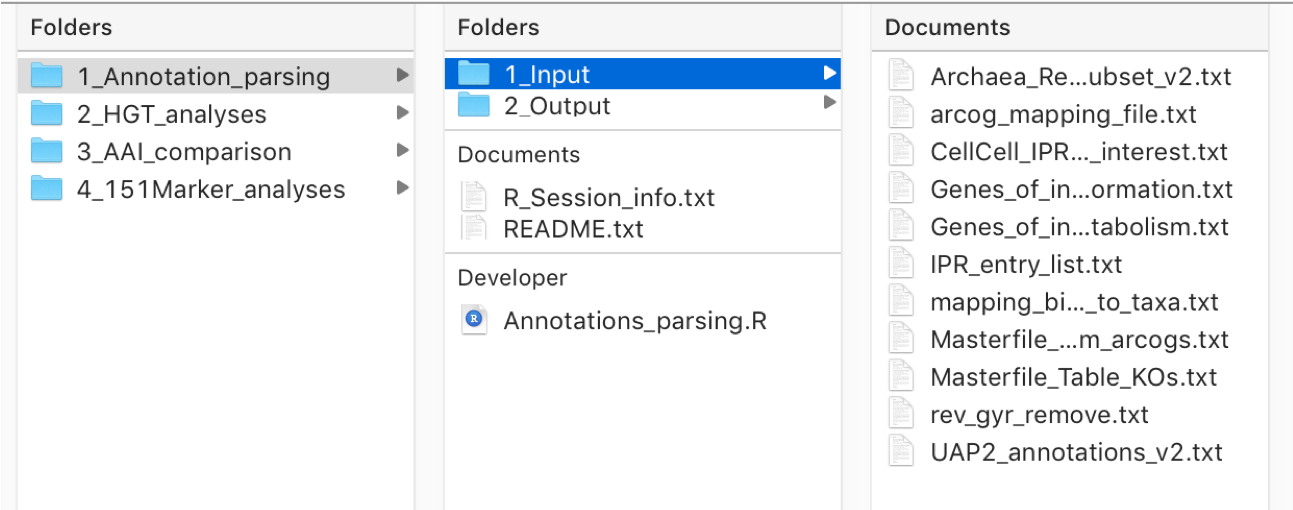 Folders
1_Annotation_parsing
2_HGT_analyses
3_AAI_comparison
4_151Marker_analyses
Folders
1_Input
2_Output
Documents
R_Session_info.txt
README.txt
Developer
Annotations_parsing.R
Documents
Archaea_Re...ubset_v2.txt
arcog_mapping_file.txt
CellCell_IPR..._interest.txt
Genes_of_in...ormation.txt
Genes_of_in...tabolism.txt
IPR_entry_list.txt
mapping_bi..._to_taxa.txt
Masterfile_...m_arcogs.txt
Masterfile_Table_KOs.txt
rev_gyr_remove.txt
UAP2_annotations_v2.txt